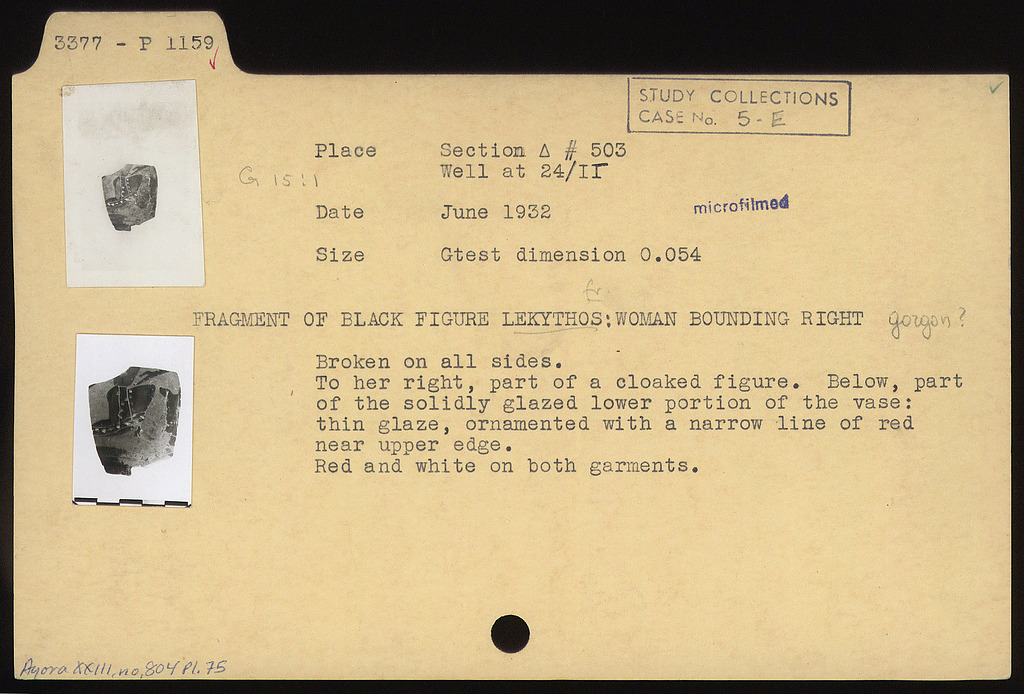 3377 - P 1159
STUDY COLLECTIONS
CASE No. 5-E
Place Section Δ # 503
Well at 24/II
G 15:1
Date June 1932
microfilmed
Size Gtest dimension 0.054
fr.
FRAGMENT OF BLACK FIGURE LEKYTHOS:WOMAN BOUNDING RIGHT gorgon?
Broken on all sides.
To her right, part of a cloaked figure. Below, part
of the solidly glazed lower portion of the vase:
thin glaze, ornamented with a narrow line of red
near upper edge.
Red and white on both garments.
Agora XXIII, no, 804 Pl. 75